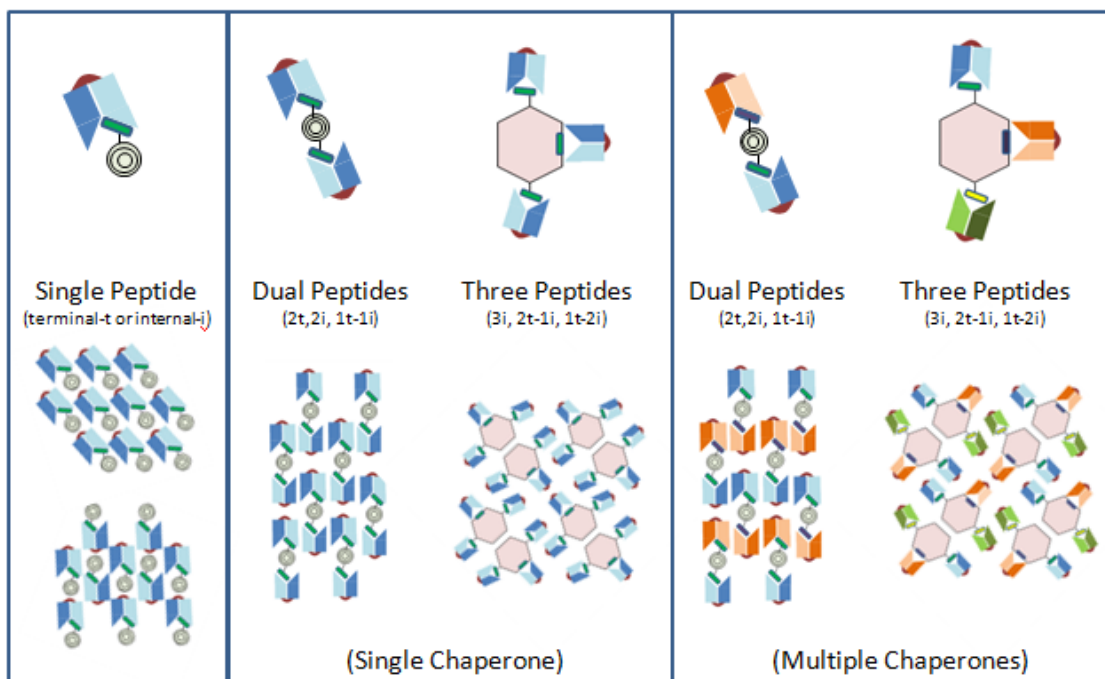 Single Peptide
(terminal-t or internal-i)
Dual Peptides
(2t,2i, 1t-1i)
Three Peptides
(3i, 2t-1i, 1t-2i)
(Single Chaperone)
Dual Peptides
(2t,2i, 1t-1i)
Three Peptides
(3i, 2t-1i, 1t-2i)
(Multiple Chaperones)